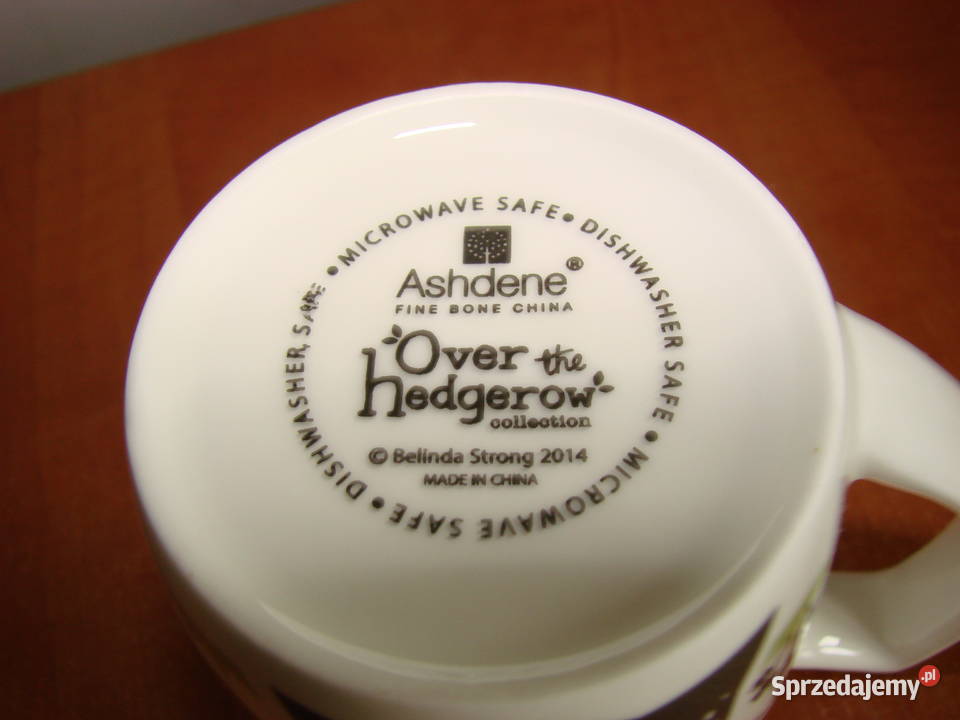 MICROWAVE SAFE • DISHWASHER SAFE • MICROWAVE SAFE • DISHWASHER SAFE •
Ashdene®
FINE BONE CHINA
Over the
hedgerow
collection
© Belinda Strong 2014
MADE IN CHINA
Sprzedajemy.pl